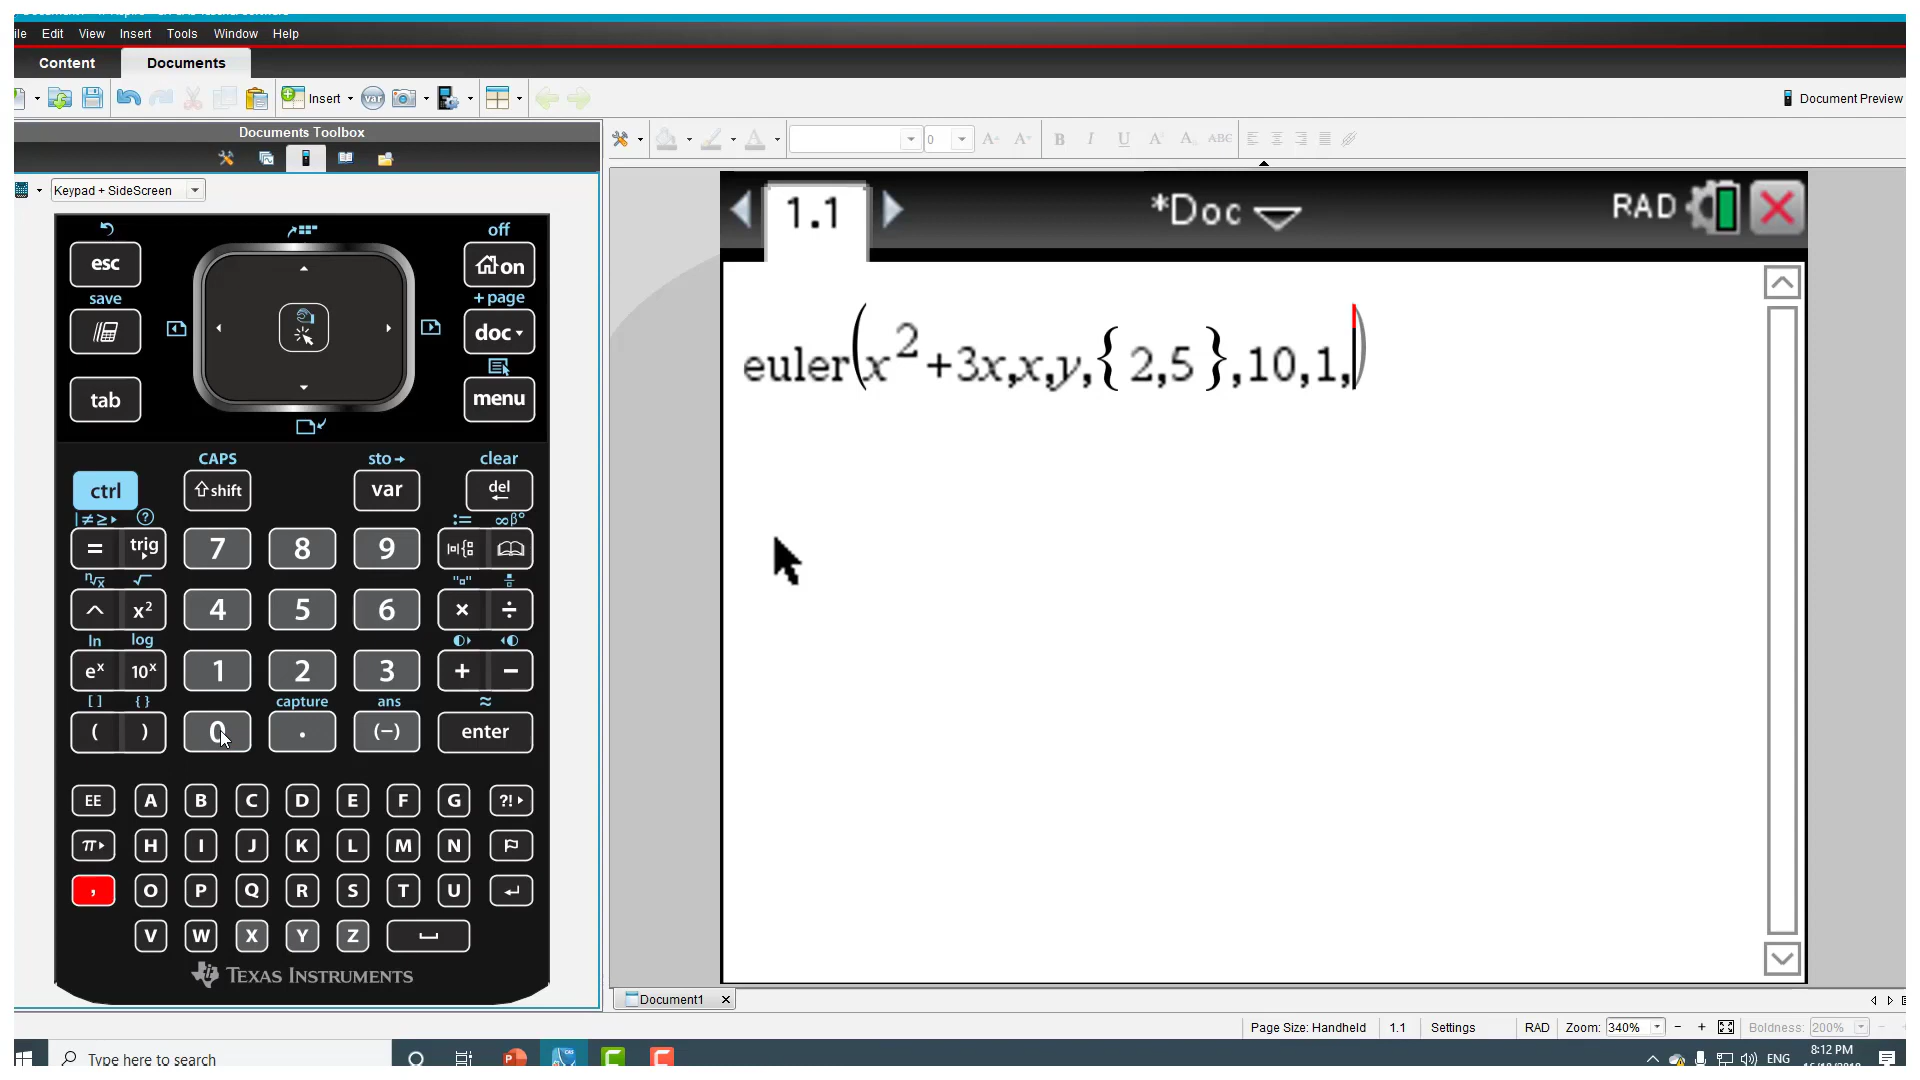 Edit View Insert Tools Window Help
Content Documents
Insert var
Document Preview
Documents Toolbox
0 B I U A ABC
Keypad + SideScreen
1.1 *Doc RAD
off
esc on
save + page
doc
tab menu
euler(x²+3x,x,y,{ 2,5 },10,1,)
CAPS sto → clear
ctrl ⇧shift var del
| ≠ ≥ ▸ ? := ∞β°
= trig 7 8 9
ⁿ√x √ "▫"
^ x² 4 5 6 × ÷
ln log
eˣ 10ˣ 1 2 3 + −
[ ] { } capture ans ≈
( ) 0 . (−) enter
EE A B C D E F G ?!▸
π▸ H I J K L M N
, O P Q R S T U ↵
V W X Y Z
TEXAS INSTRUMENTS
Document1
Page Size: Handheld 1.1 Settings RAD Zoom: 340% − + Boldness: 200%
Type here to search
ENG 8:12 PM